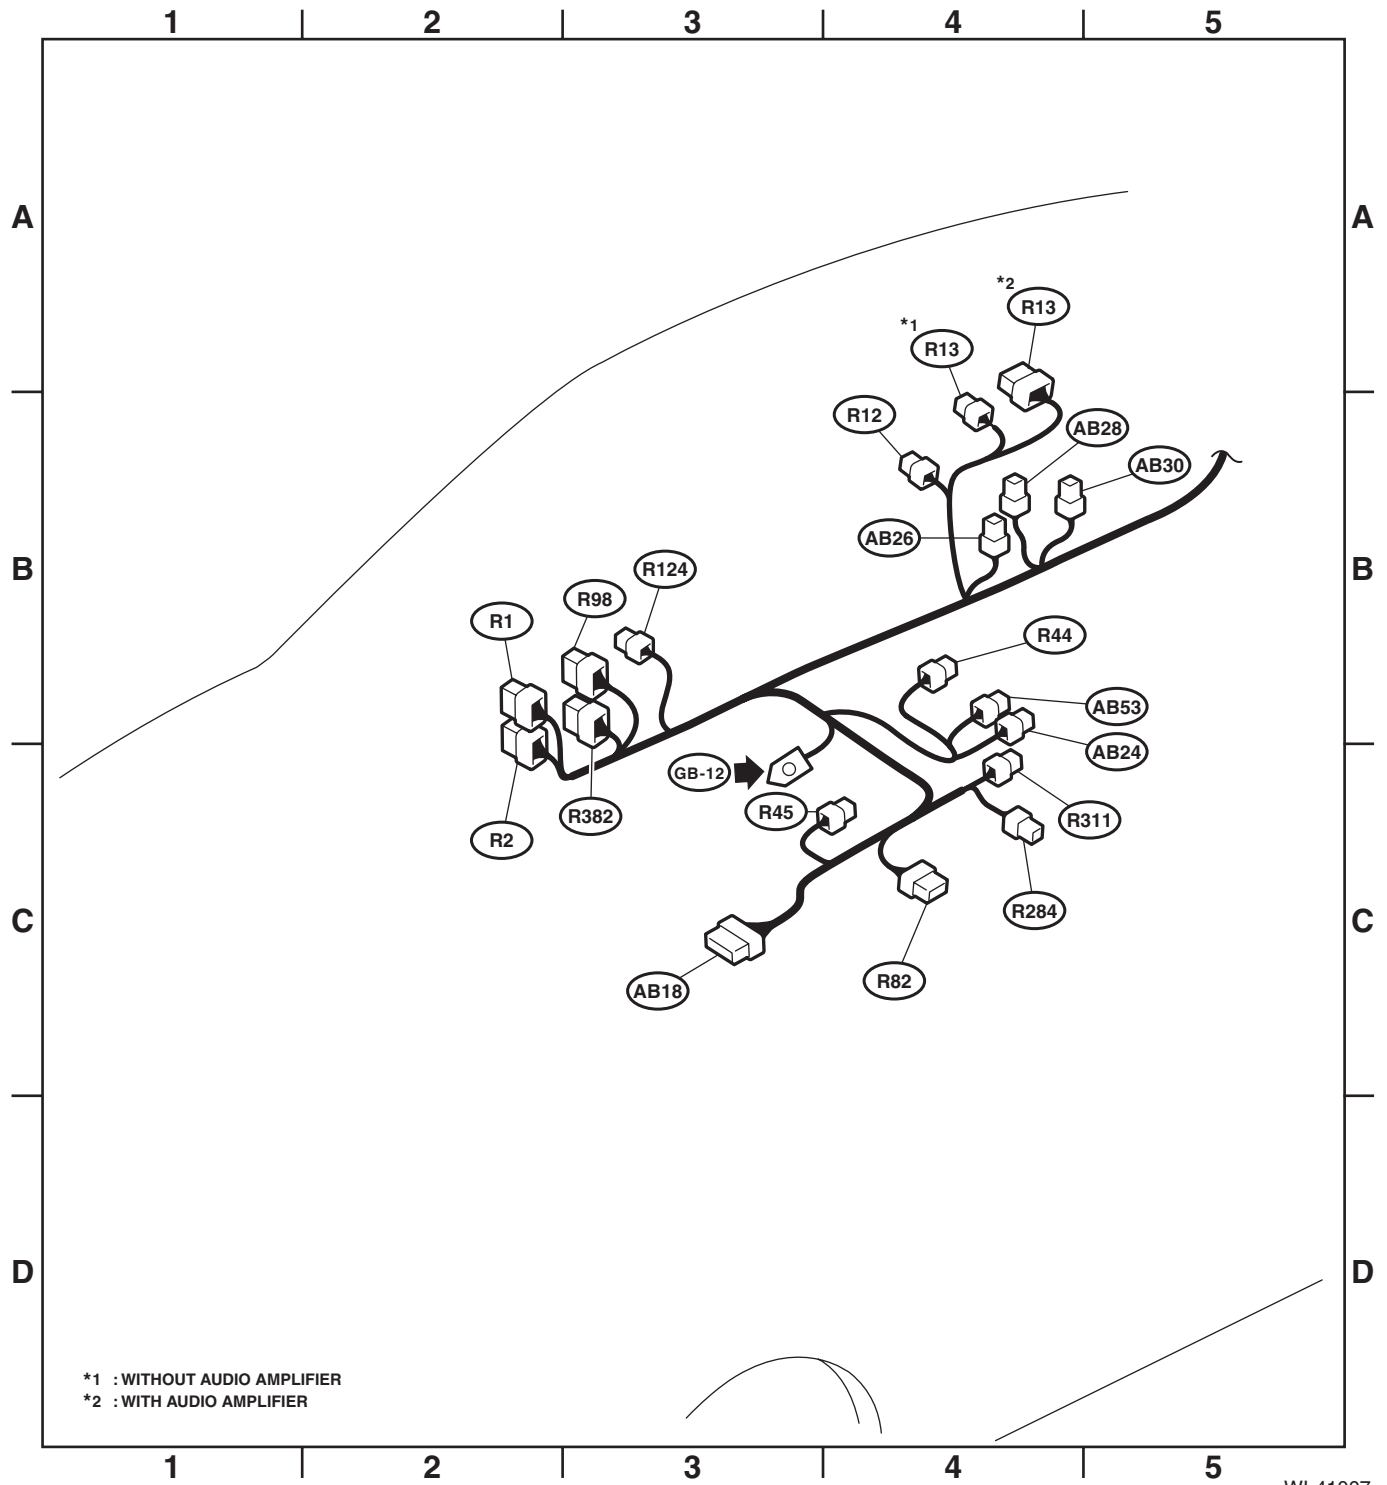 1 2 3 4 5
A A
*2
R13
*1
R13
R12
AB28
AB30
AB26
B B
R124
R98
R1
R44
AB53
AB24
GB-12
R45
R382
R311
R2
R284
C C
R82
AB18
D D
*1 : WITHOUT AUDIO AMPLIFIER
*2 : WITH AUDIO AMPLIFIER
1 2 3 4 5